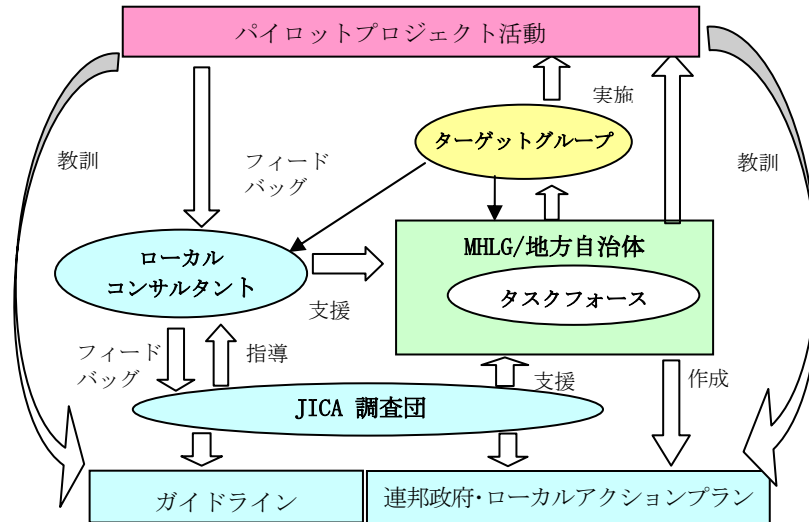 パイロットプロジェクト活動
実施
ターゲットグループ
教訓
フィード
バッグ
教訓
MHLG/地方自治体
ローカル
コンサルタント
タスクフォース
支援
フィード
バッグ
指導
支援
作成
JICA 調査団
ガイドライン
連邦政府・ローカルアクションプラン